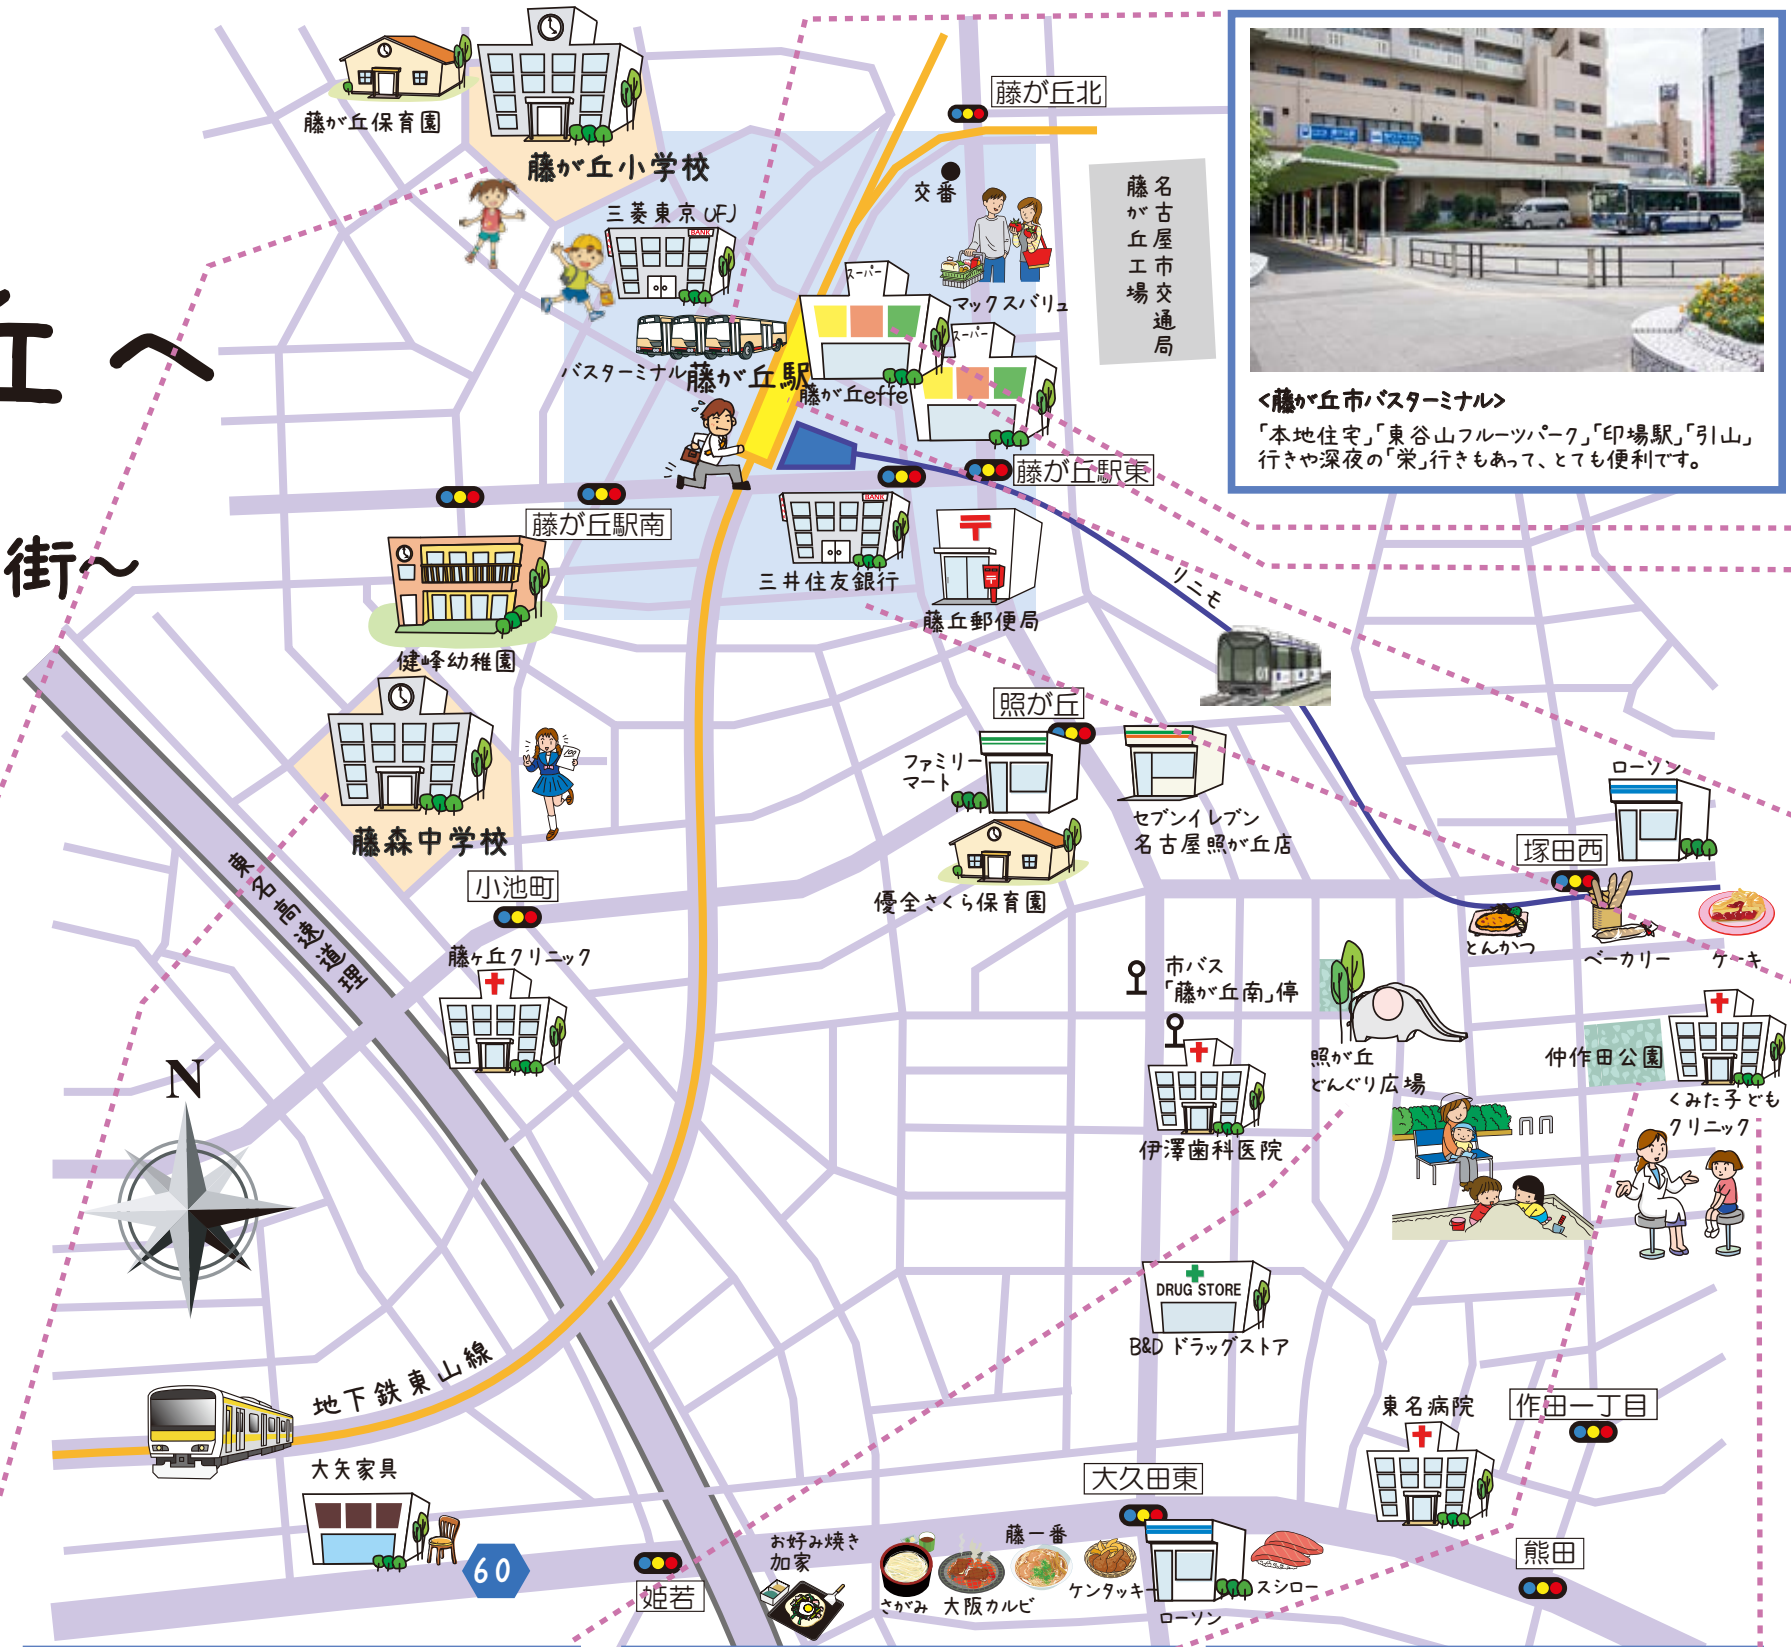 丘へ
街～
藤が丘保育園
藤が丘小学校
三菱東京UFJ
BANK
バスターミナル
藤が丘駅
スーパー
藤が丘effe
スーパー
マックスバリュ
交番
藤が丘北
名古屋市交通局
藤が丘工場
<藤が丘市バスターミナル>
「本地住宅」「東谷山フルーツパーク」「印場駅」「引山」
行きや深夜の「栄」行きもあって、とても便利です。
藤が丘駅東
藤が丘駅南
BANK
三井住友銀行
藤丘郵便局
リニモ
健峰幼稚園
藤森中学校
100
東名高速道理
小池町
藤ヶ丘クリニック
照が丘
ファミリー
マート
セブンイレブン
名古屋照が丘店
優全さくら保育園
ローソン
塚田西
とんかつ
ベーカリー
ケーキ
市バス
「藤が丘南」停
伊澤歯科医院
照が丘
どんぐり広場
仲作田公園
くみた子ども
クリニック
N
DRUG STORE
B&D ドラッグストア
地下鉄東山線
大矢家具
60
姫若
お好み焼き
加家
さがみ
大阪カルビ
藤一番
ケンタッキー
大久田東
ローソン
スシロー
東名病院
作田一丁目
熊田